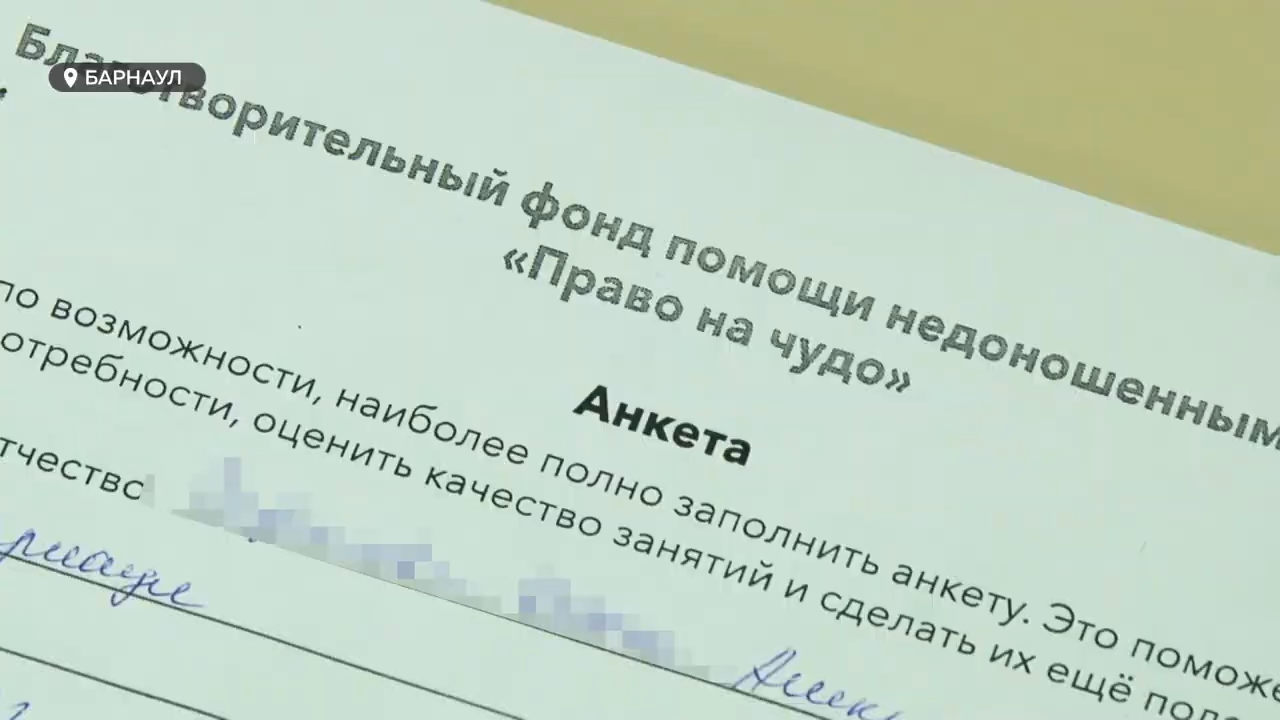 БАРНАУЛ
Благотворительный фонд помощи недоношенным
«Право на чудо»
Анкета
по возможности, наиболее полно заполнить анкету. Это поможе
отребности, оценить качество занятий и сделать их ещё пол
тчество